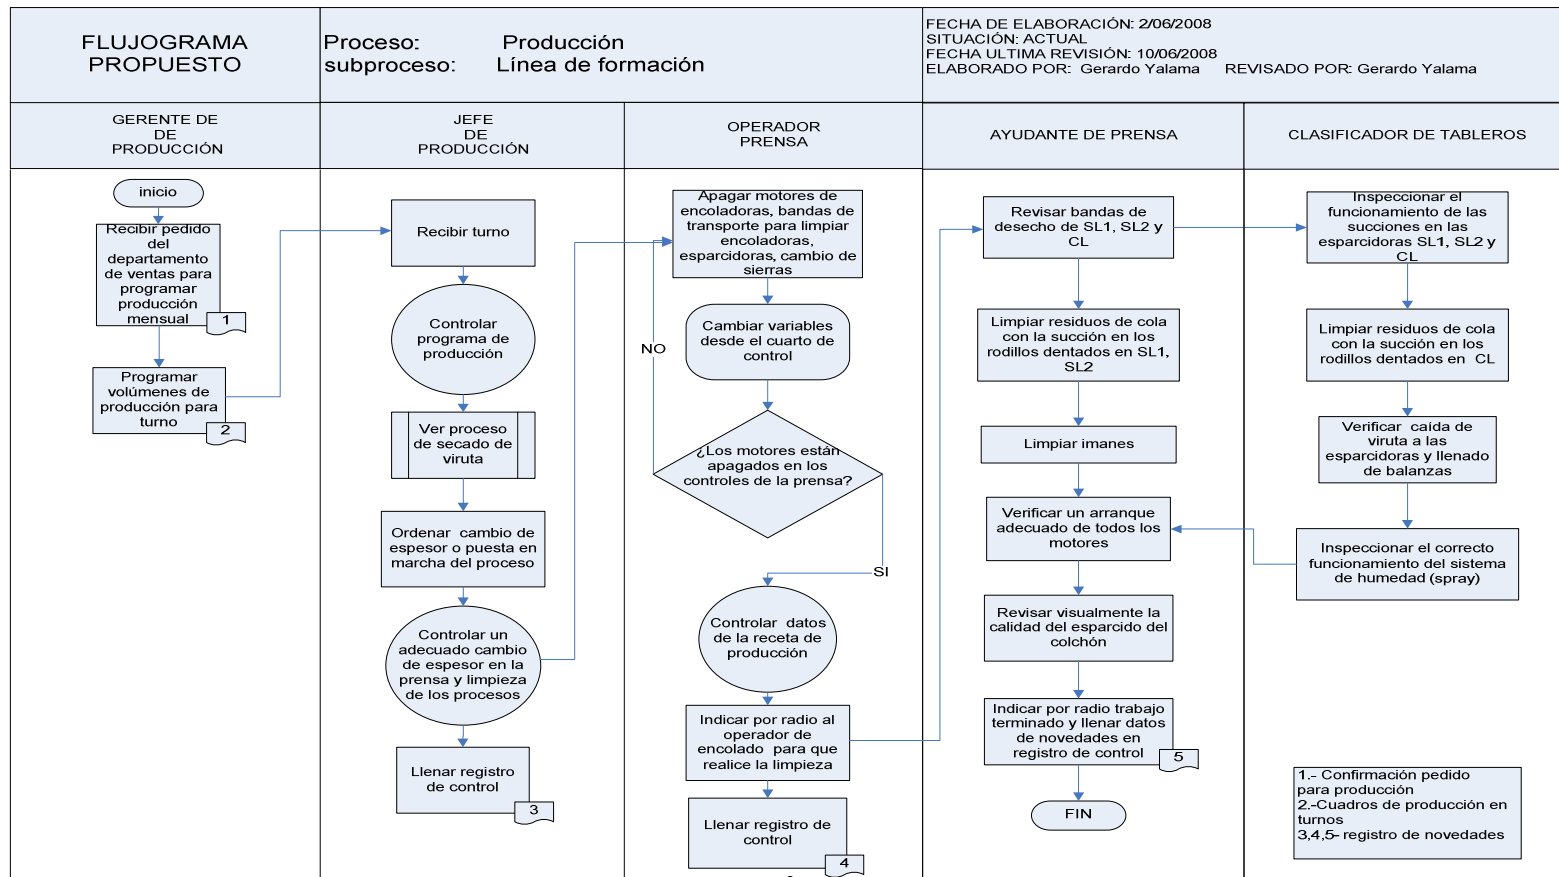 FLUJOGRAMA
PROPUESTO
Proceso: Producción
subproceso: Línea de formación
FECHA DE ELABORACIÓN: 2/06/2008
SITUACIÓN: ACTUAL
FECHA ULTIMA REVISIÓN: 10/06/2008
ELABORADO POR: Gerardo Yalama REVISADO POR: Gerardo Yalama
GERENTE DE
DE
PRODUCCIÓN
JEFE
DE
PRODUCCIÓN
OPERADOR
PRENSA
AYUDANTE DE PRENSA
CLASIFICADOR DE TABLEROS
inicio
Recibir pedido
del
departamento
de ventas para
programar
producción
mensual
1
Programar
volúmenes de
producción para
turno
2
Recibir turno
Controlar
programa de
producción
Ver proceso
de secado de
viruta
Ordenar cambio de
espesor o puesta en
marcha del proceso
Controlar un
adecuado cambio
de espesor en la
prensa y limpieza
de los procesos
Llenar registro
de control
3
Apagar motores de
encoladoras, bandas de
transporte para limpiar
encoladoras,
esparcidoras, cambio de
sierras
Cambiar variables
desde el cuarto de
control
NO
¿Los motores están
apagados en los
controles de la prensa?
SI
Controlar datos
de la receta de
producción
Indicar por radio al
operador de
encolado para que
realice la limpieza
Llenar registro de
control
4
Revisar bandas de
desecho de SL1, SL2 y
CL
Limpiar residuos de cola
con la succión en los
rodillos dentados en SL1,
SL2
Limpiar imanes
Verificar un arranque
adecuado de todos los
motores
Revisar visualmente la
calidad del esparcido del
colchón
Indicar por radio trabajo
terminado y llenar datos
de novedades en
registro de control
5
FIN
Inspeccionar el
funcionamiento de las
succiones en las
esparcidoras SL1, SL2 y
CL
Limpiar residuos de cola
con la succión en los
rodillos dentados en CL
Verificar caída de
viruta a las
esparcidoras y llenado
de balanzas
Inspeccionar el correcto
funcionamiento del sistema
de humedad (spray)
1.- Confirmación pedido
para producción
2.-Cuadros de producción en
turnos
3,4,5- registro de novedades